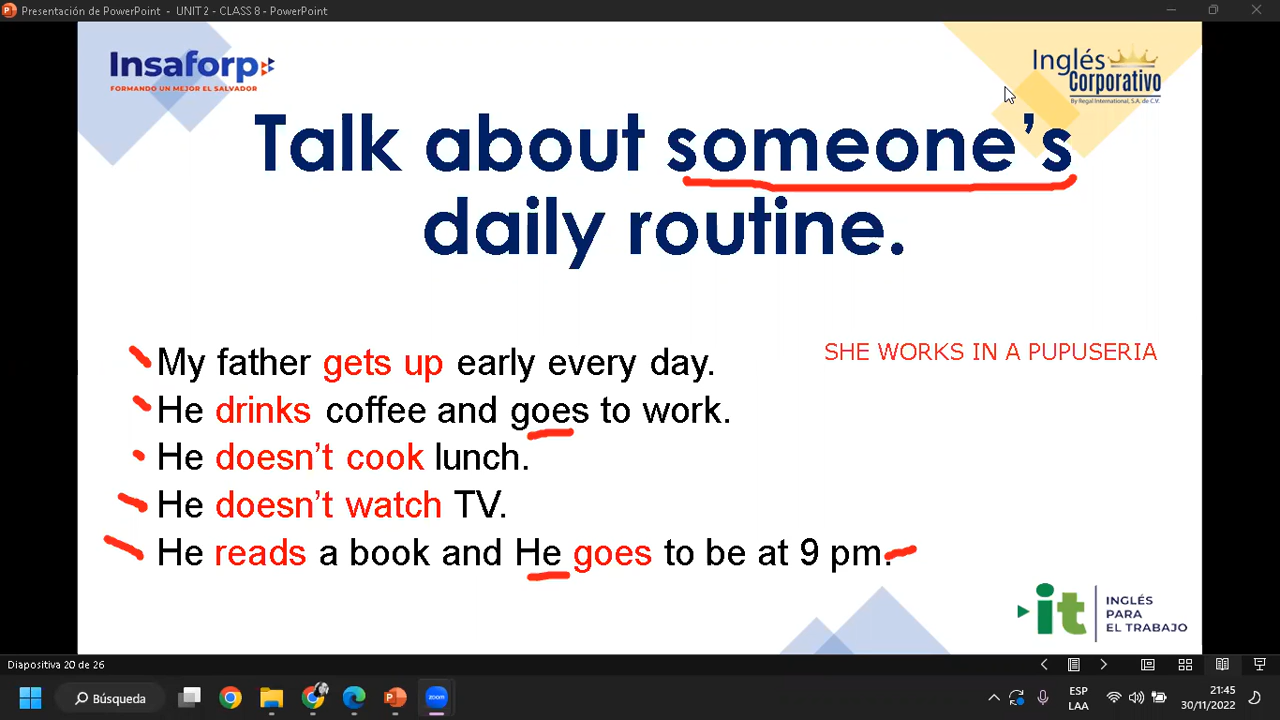 Presentación de PowerPoint - UNIT 2 - CLASS 8 - PowerPoint
Insaforp
FORMANDO UN MEJOR EL SALVADOR
Inglés
Corporativo
By Regal International, S.A. de C.V.
Talk about someone’s
daily routine.
SHE WORKS IN A PUPUSERIA
My father gets up early every day.
He drinks coffee and goes to work.
He doesn’t cook lunch.
He doesn’t watch TV.
He reads a book and He goes to be at 9 pm.
it
INGLÉS
PARA
EL TRABAJO
Diapositiva 20 de 26
Búsqueda
zoom
ESP
LAA
21:45
30/11/2022